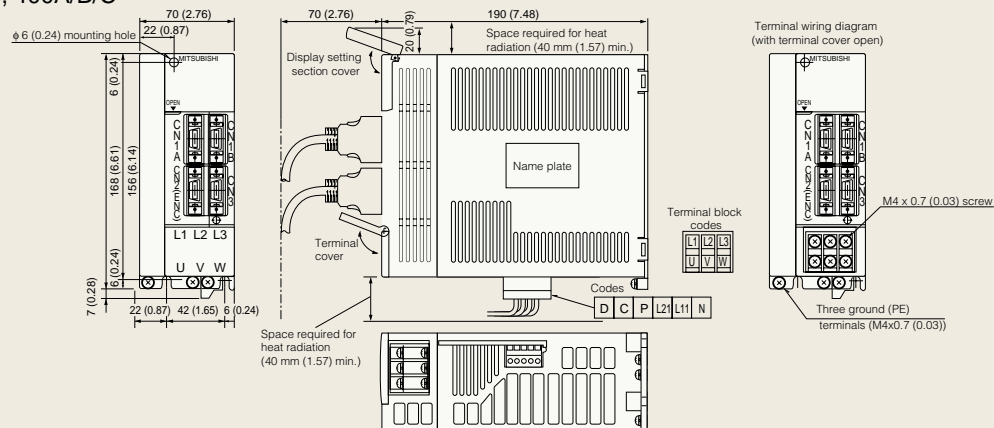 70 (2.76)
22 (0.87)
φ 6 (0.24) mounting hole
6 (0.24)
168 (6.61)
156 (6.14)
6 (0.24)
7 (0.28)
MITSUBISHI
OPEN
CN1A
CN1B
CN2(ENC)
CN3
L1 L2 L3
U V W
22 (0.87)
42 (1.65)
6 (0.24)
70 (2.76)
190 (7.48)
20 (0.79)
Display setting
section cover
Space required for heat
radiation (40 mm (1.57) min.)
Name plate
Terminal
cover
Space required for
heat radiation
(40 mm (1.57) min.)
Codes
D C P L21 L11 N
Terminal block
codes
L1 L2 L3
U V W
Terminal wiring diagram
(with terminal cover open)
MITSUBISHI
OPEN
CN1A
CN1B
CN2(ENC)
CN3
M4 x 0.7 (0.03) screw
Three ground (PE)
terminals (M4x0.7 (0.03))